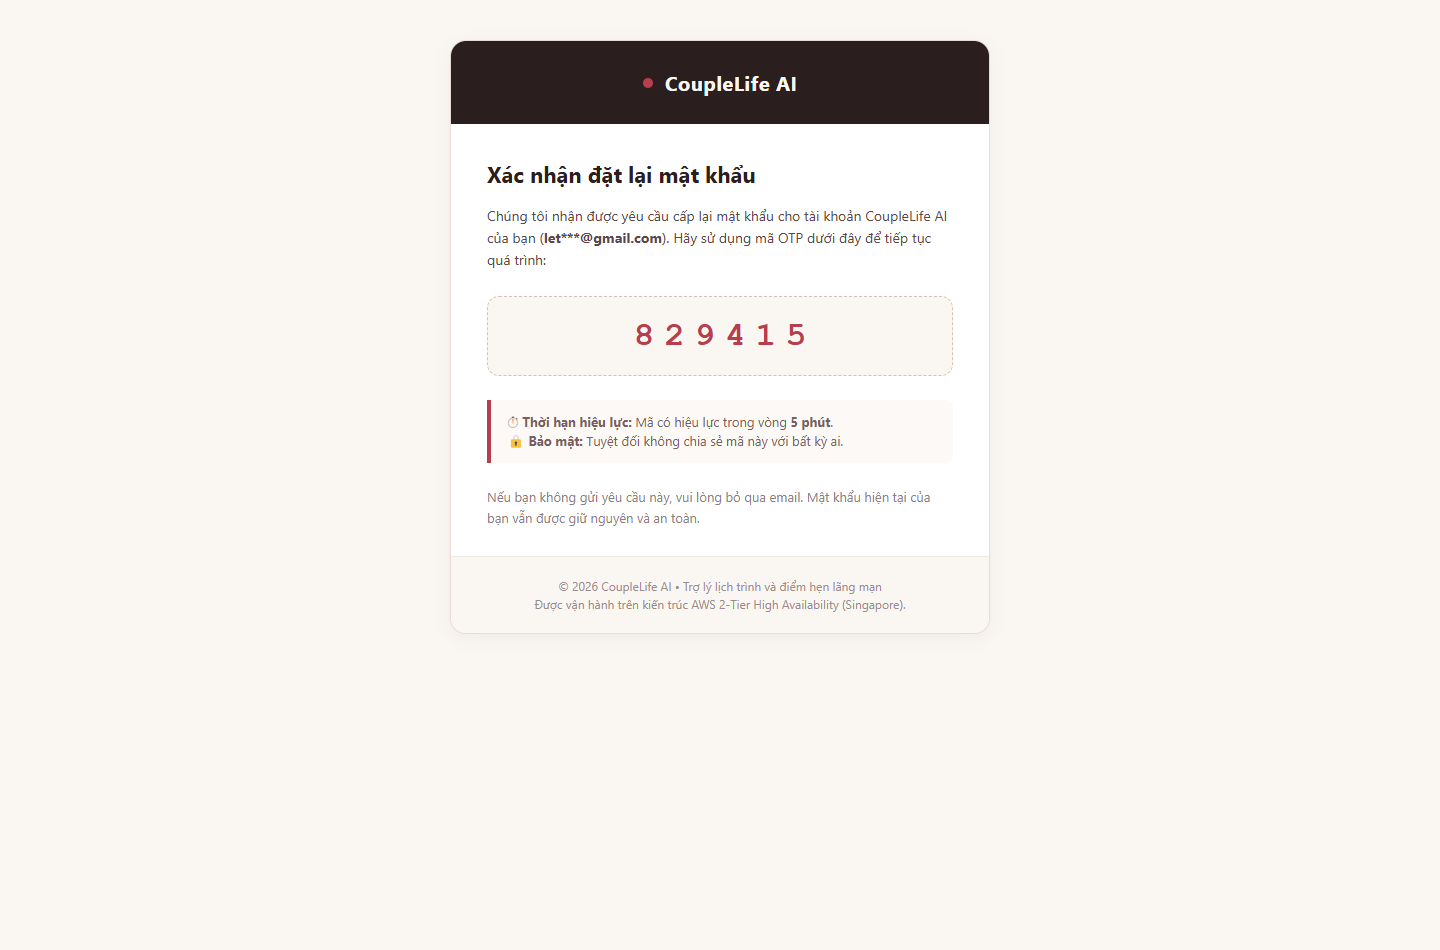 CoupleLife AI
Xác nhận đặt lại mật khẩu
Chúng tôi nhận được yêu cầu cấp lại mật khẩu cho tài khoản CoupleLife AI
của bạn (let***@gmail.com). Hãy sử dụng mã OTP dưới đây để tiếp tục
quá trình:
829415
⏱️ Thời hạn hiệu lực: Mã có hiệu lực trong vòng 5 phút.
🔒 Bảo mật: Tuyệt đối không chia sẻ mã này với bất kỳ ai.
Nếu bạn không gửi yêu cầu này, vui lòng bỏ qua email. Mật khẩu hiện tại của
bạn vẫn được giữ nguyên và an toàn.
© 2026 CoupleLife AI • Trợ lý lịch trình và điểm hẹn lãng mạn
Được vận hành trên kiến trúc AWS 2-Tier High Availability (Singapore).